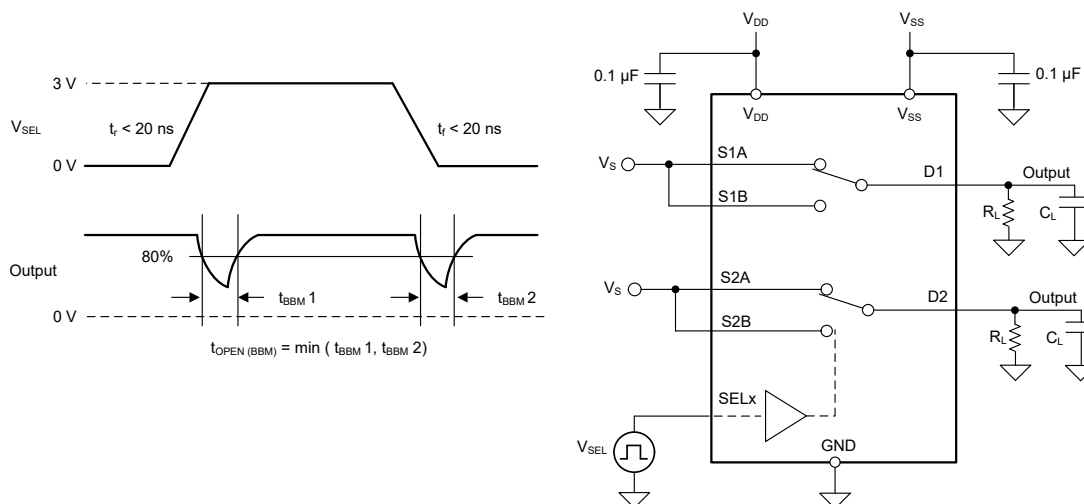 3 V
V_SEL
t_r < 20 ns
t_f < 20 ns
0 V
80%
Output
t_BBM 1
t_BBM 2
0 V
t_OPEN (BBM) = min ( t_BBM 1, t_BBM 2)
V_DD
V_SS
0.1 µF
0.1 µF
V_DD
V_SS
V_S
S1A
D1
Output
S1B
R_L
C_L
V_S
S2A
D2
Output
S2B
R_L
C_L
SELx
V_SEL
GND